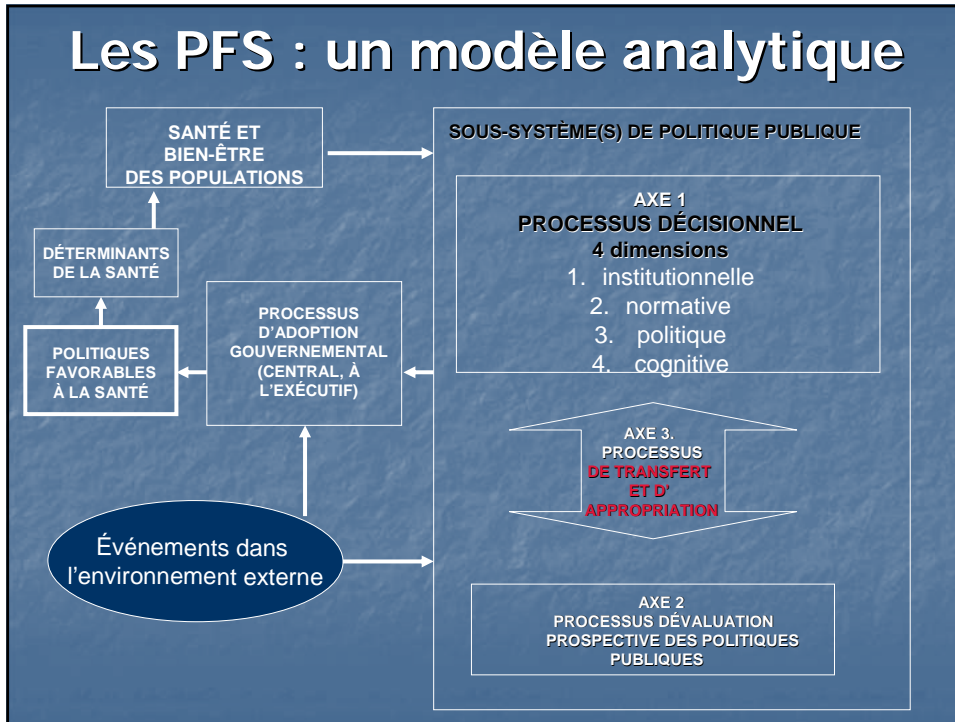 Les PFS : un modèle analytique
SANTÉ ET
BIEN-ÊTRE
DES POPULATIONS
DÉTERMINANTS
DE LA SANTÉ
POLITIQUES
FAVORABLES
À LA SANTÉ
PROCESSUS
D'ADOPTION
GOUVERNEMENTAL
(CENTRAL, À
L'EXÉCUTIF)
Événements dans
l'environnement externe
SOUS-SYSTÈME(S) DE POLITIQUE PUBLIQUE
AXE 1
PROCESSUS DÉCISIONNEL
4 dimensions
1. institutionnelle
2. normative
3. politique
4. cognitive
AXE 3.
PROCESSUS
DE TRANSFERT
ET D'
APPROPRIATION
AXE 2
PROCESSUS DÉVALUATION
PROSPECTIVE DES POLITIQUES
PUBLIQUES